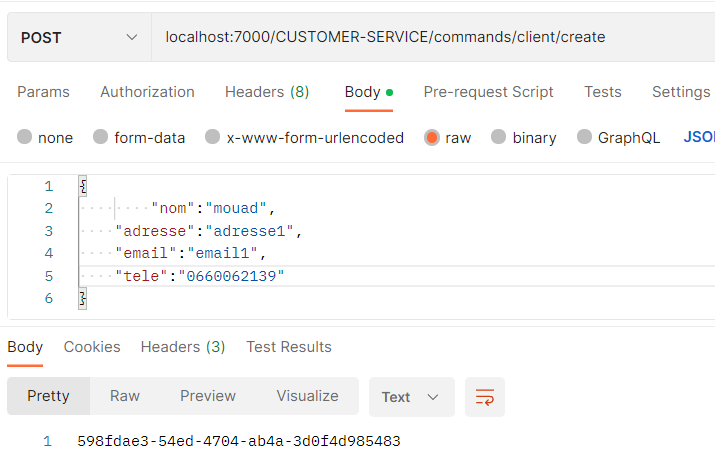 POST localhost:7000/CUSTOMER-SERVICE/commands/client/create
Params Authorization Headers (8) Body Pre-request Script Tests Settings
none form-data x-www-form-urlencoded raw binary GraphQL JSO
1 {
2 "nom":"mouad",
3 "adresse":"adresse1",
4 "email":"email1",
5 "tele":"0660062139"
6 }
Body Cookies Headers (3) Test Results
Pretty Raw Preview Visualize Text
1 598fdae3-54ed-4704-ab4a-3d0f4d985483